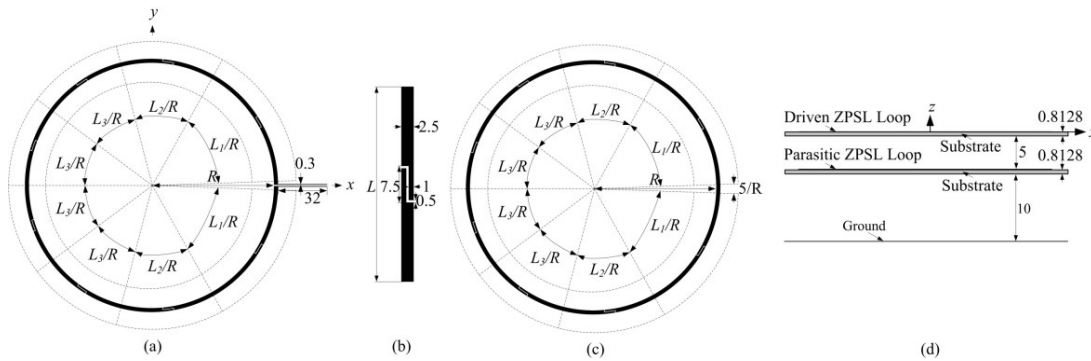 y
L₃/R
L₂/R
L₃/R
L₁/R
0.3
R
x
32
L₃/R
L₁/R
L₃/R
L₂/R
(a)
2.5
L
7.5
1
0.5
(b)
L₃/R
L₂/R
L₃/R
L₁/R
R
5/R
L₃/R
L₁/R
L₃/R
L₂/R
(c)
z
0.8128
Driven ZPSL Loop
Substrate
5
0.8128
Parasitic ZPSL Loop
Substrate
10
Ground
(d)